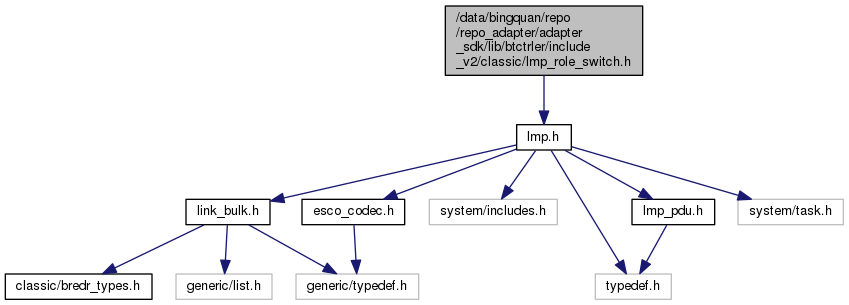 /data/bingquan/repo
/repo_adapter/adapter
_sdk/lib/btctrler/include
_v2/classic/lmp_role_switch.h
lmp.h
link_bulk.h
esco_codec.h
system/includes.h
lmp_pdu.h
system/task.h
classic/bredr_types.h
generic/list.h
generic/typedef.h
typedef.h